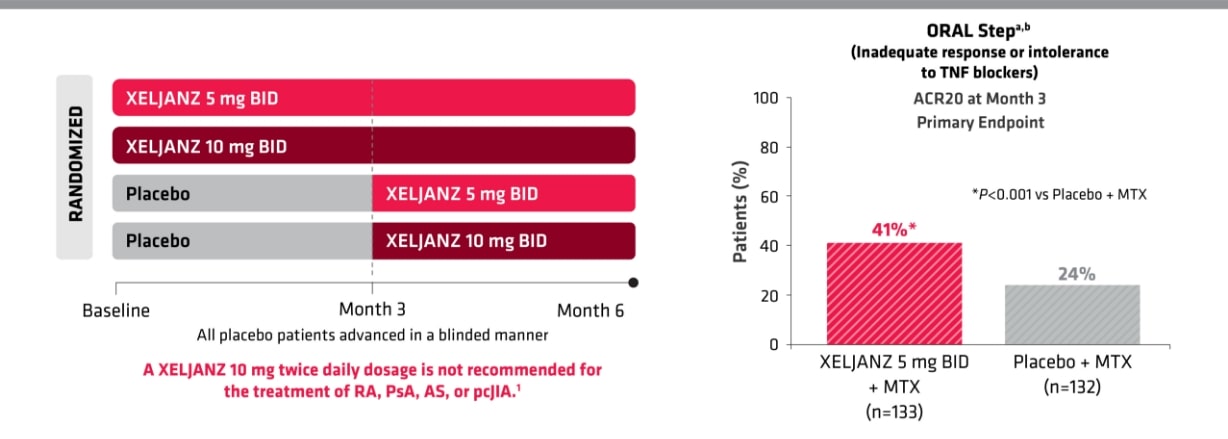 RANDOMIZED
XELJANZ 5 mg BID
XELJANZ 10 mg BID
Placebo
XELJANZ 5 mg BID
Placebo
XELJANZ 10 mg BID
Baseline
Month 3
Month 6
All placebo patients advanced in a blinded manner
A XELJANZ 10 mg twice daily dosage is not recommended for
the treatment of RA, PsA, AS, or pcJIA.¹
ORAL Stepᵃ,ᵇ
(Inadequate response or intolerance
to TNF blockers)
ACR20 at Month 3
Primary Endpoint
Patients (%)
100
80
60
40
20
0
*P<0.001 vs Placebo + MTX
41%*
24%
XELJANZ 5 mg BID
+ MTX
(n=133)
Placebo + MTX
(n=132)